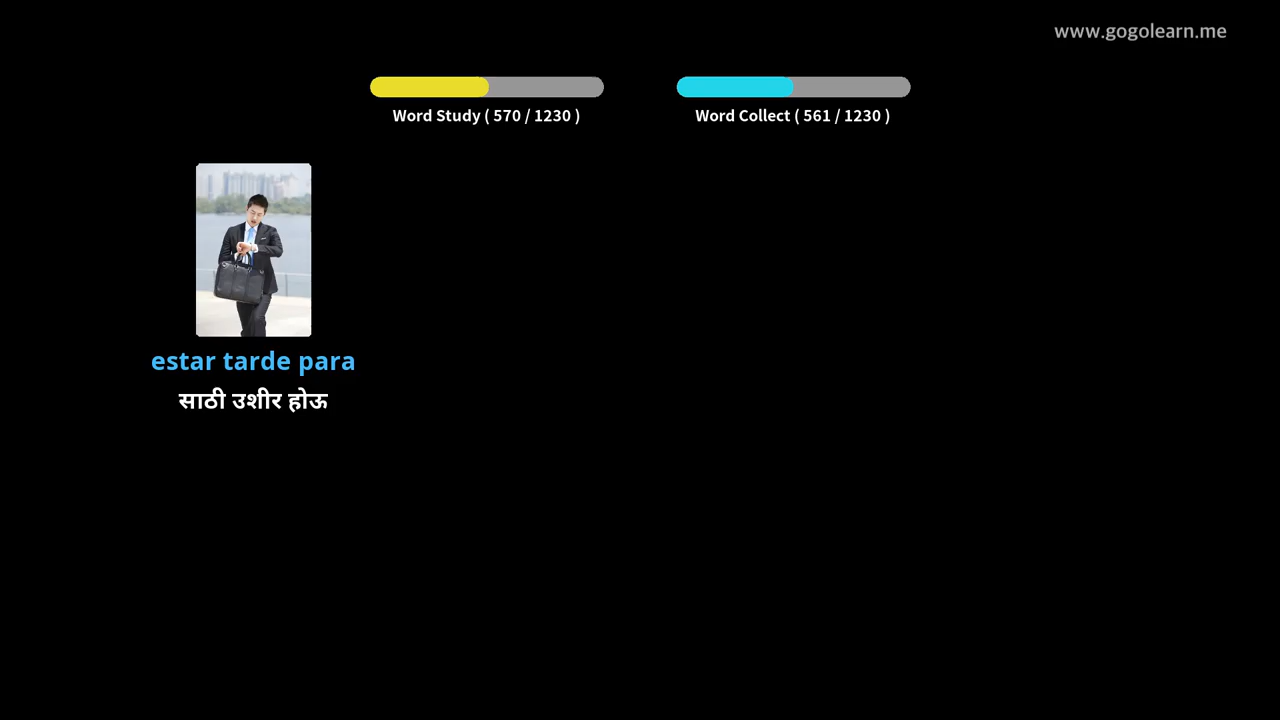 www.gogolearn.me
Word Study ( 570 / 1230 )
Word Collect ( 561 / 1230 )
estar tarde para
साठी उशीर होऊ